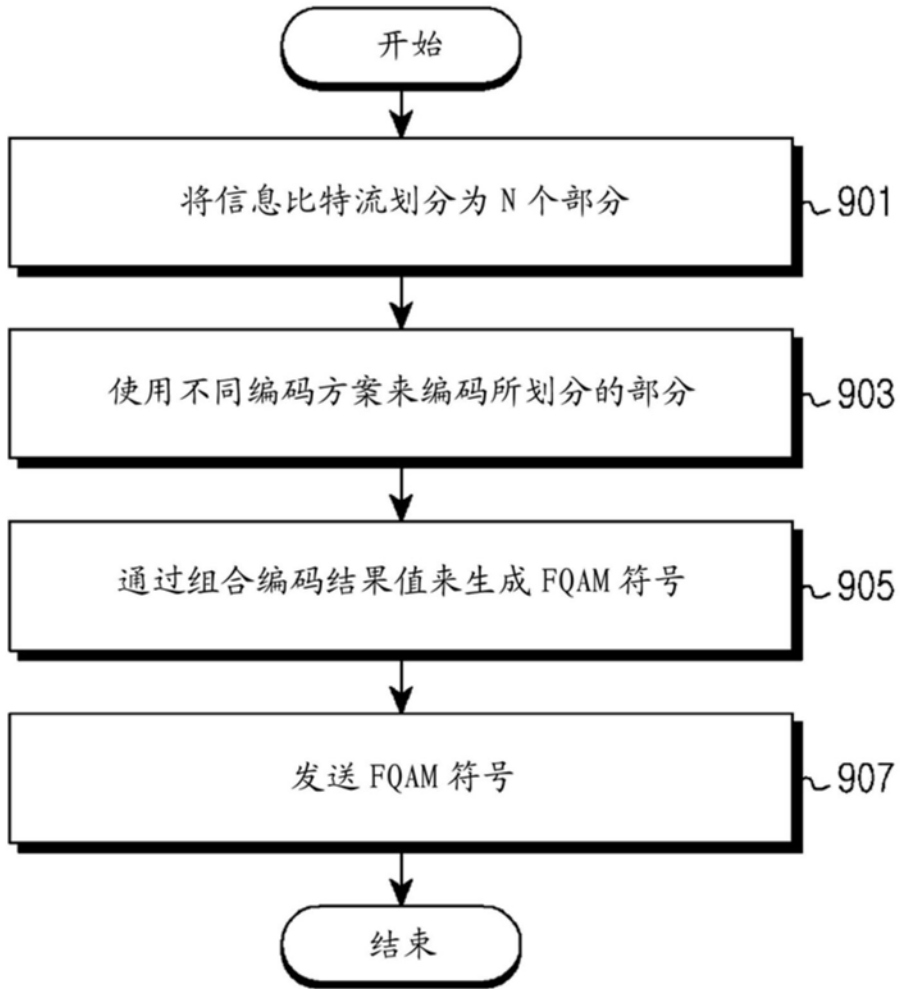 开始
将信息比特流划分为 N 个部分
901
使用不同编码方案来编码所划分的部分
903
通过组合编码结果值来生成 FQAM 符号
905
发送 FQAM 符号
907
结束